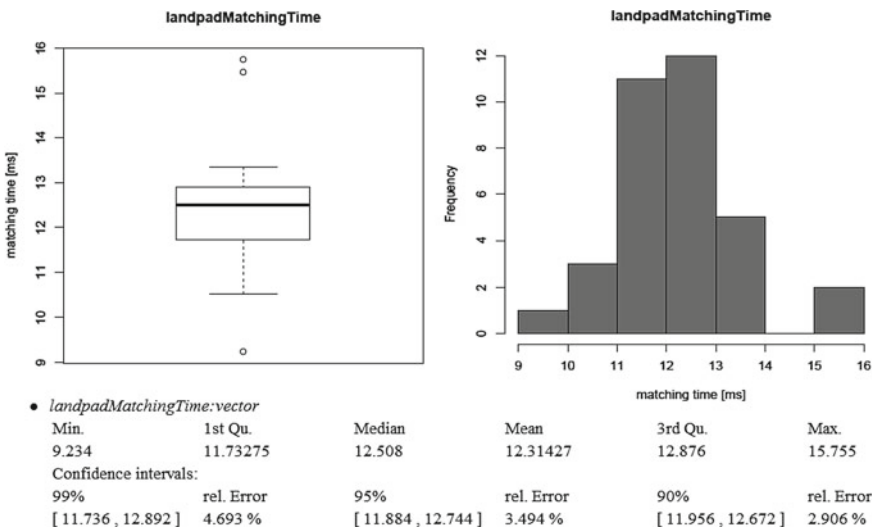 landpadMatchingTime
matching time [ms]
16
15
14
13
12
11
10
9
landpadMatchingTime
Frequency
12
10
8
6
4
2
0
9 10 11 12 13 14 15 16
matching time [ms]
• landpadMatchingTime:vector
Min. 1st Qu. Median Mean 3rd Qu. Max.
9.234 11.73275 12.508 12.31427 12.876 15.755
Confidence intervals:
99% rel. Error 95% rel. Error 90% rel. Error
[ 11.736 , 12.892 ] 4.693 % [ 11.884 , 12.744 ] 3.494 % [ 11.956 , 12.672 ] 2.906 %